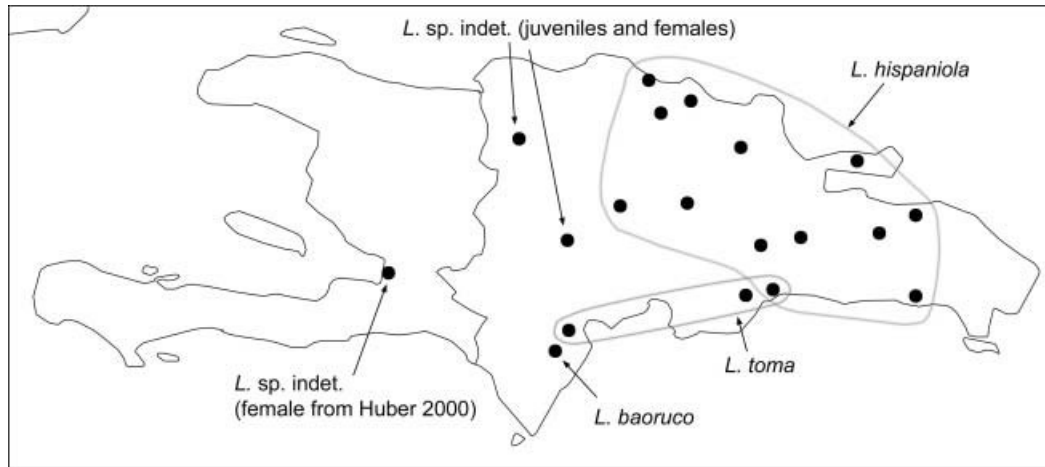 L. sp. indet. (juveniles and females)
L. hispaniola
L. toma
L. sp. indet.
(female from Huber 2000)
L. baoruco